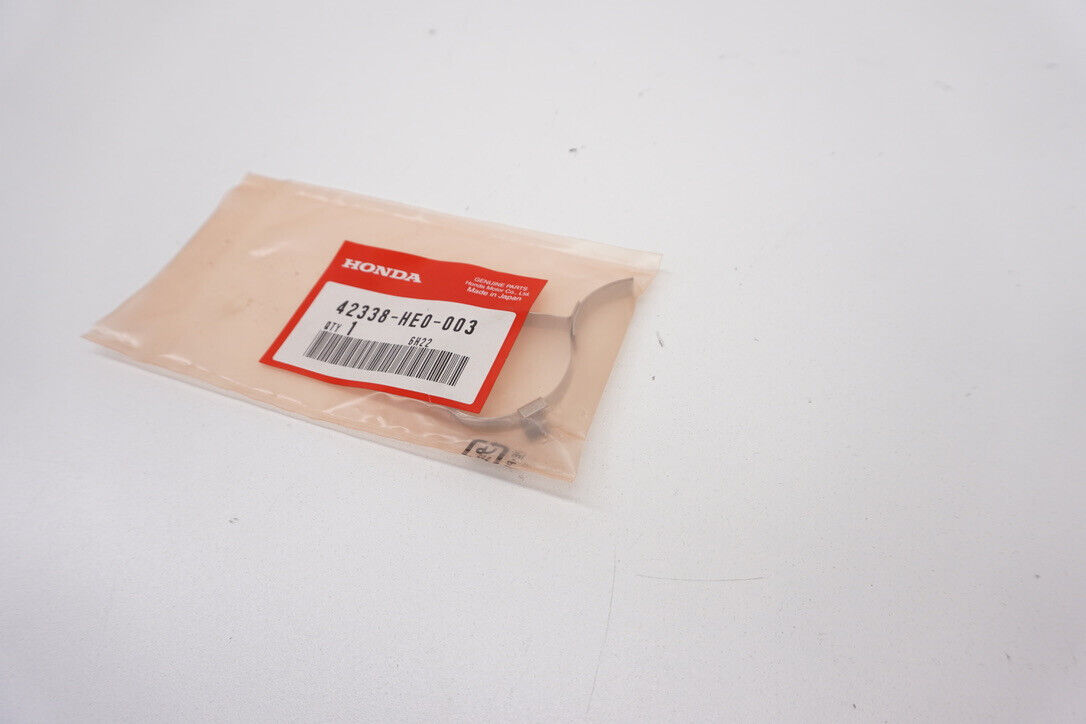 HONDA
GENUINE PARTS
Honda Motor Co., Ltd.
Made in Japan
42338-HE0-003
QTY 1
6H22